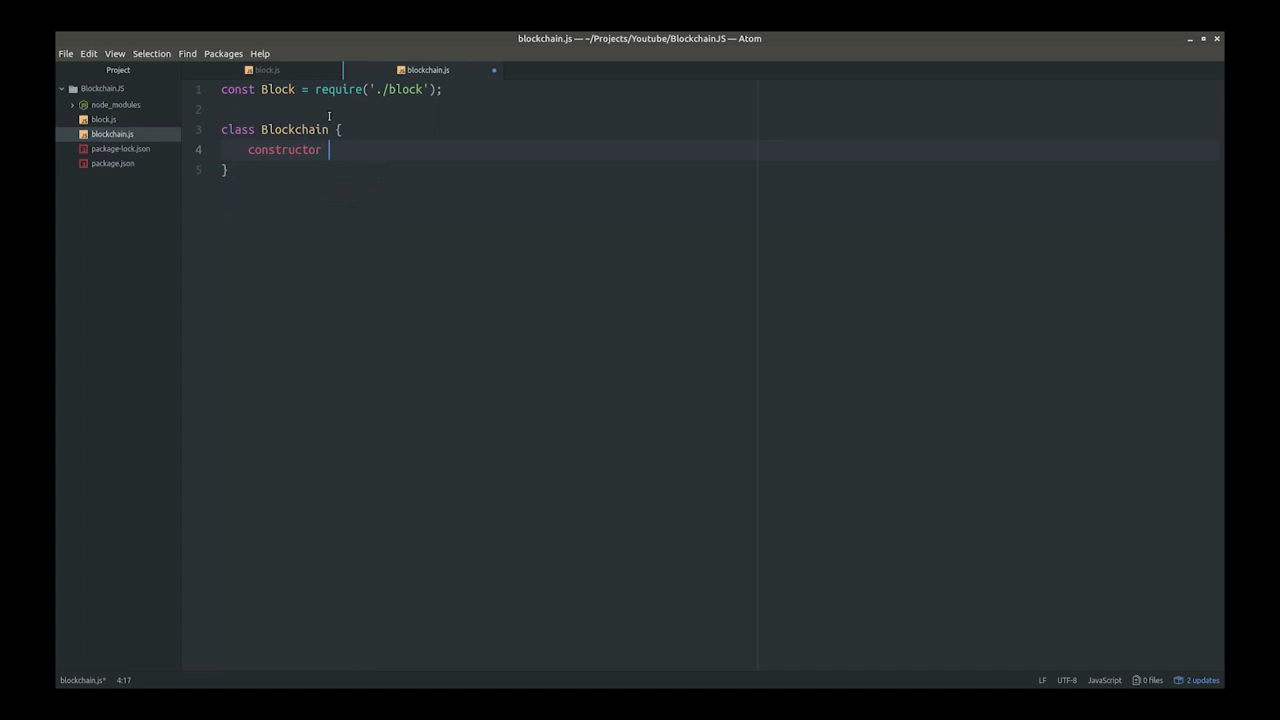 blockchain.js — ~/Projects/Youtube/BlockchainJS — Atom
File Edit View Selection Find Packages Help
Project
block.js
blockchain.js
BlockchainJS
node_modules
block.js
blockchain.js
package-lock.json
package.json
1 const Block = require('./block');
2
3 class Blockchain {
4 constructor
5 }
blockchain.js* 4:17
LF UTF-8 JavaScript 0 files 2 updates